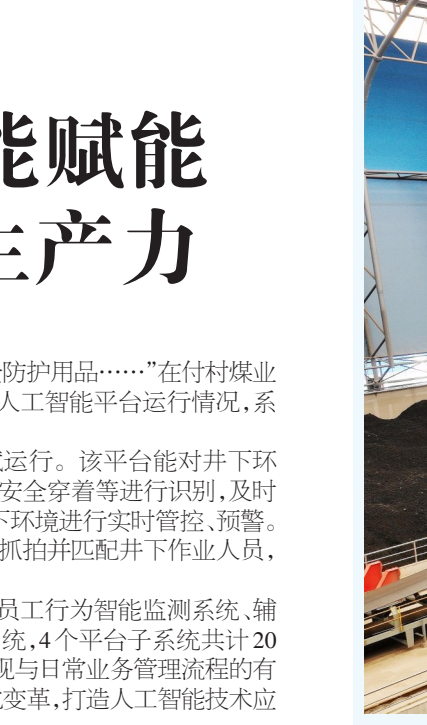 能赋能
生产力
防护用品……”在付村煤业
人工智能平台运行情况，系
试运行。该平台能对井下环
安全穿着等进行识别，及时
下环境进行实时管控、预警。
抓拍并匹配井下作业人员，
员工行为智能监测系统、辅
统，4个平台子系统共计20
现与日常业务管理流程的有
变革，打造人工智能技术应